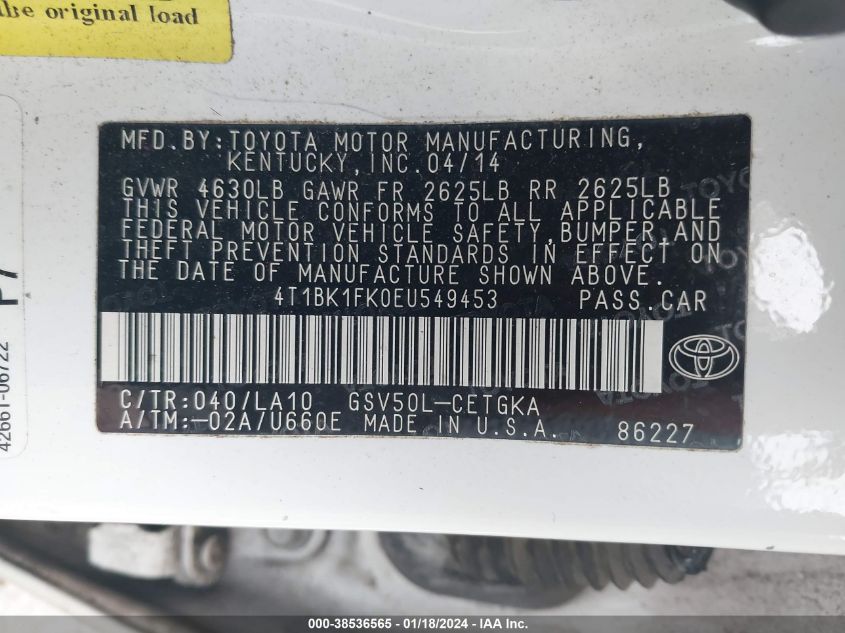 the original load
MFD.BY:TOYOTA MOTOR MANUFACTURING,
KENTUCKY,INC.04/14
GVWR 4630LB GAWR FR 2625LB RR 2625LB
THIS VEHICLE CONFORMS TO ALL APPLICABLE
FEDERAL MOTOR VEHICLE SAFETY,BUMPER,AND
THEFT PREVENTION STANDARDS IN EFFECT ON
THE DATE OF MANUFACTURE SHOWN ABOVE.
4T1BK1FK0EU549453 PASS.CAR
C/TR:040/LA10 GSV50L-CETGKA
A/TM:-02A/U660E MADE IN U.S.A. 86227
42661-06722
000-38536565 - 01/18/2024 - IAAI.COM